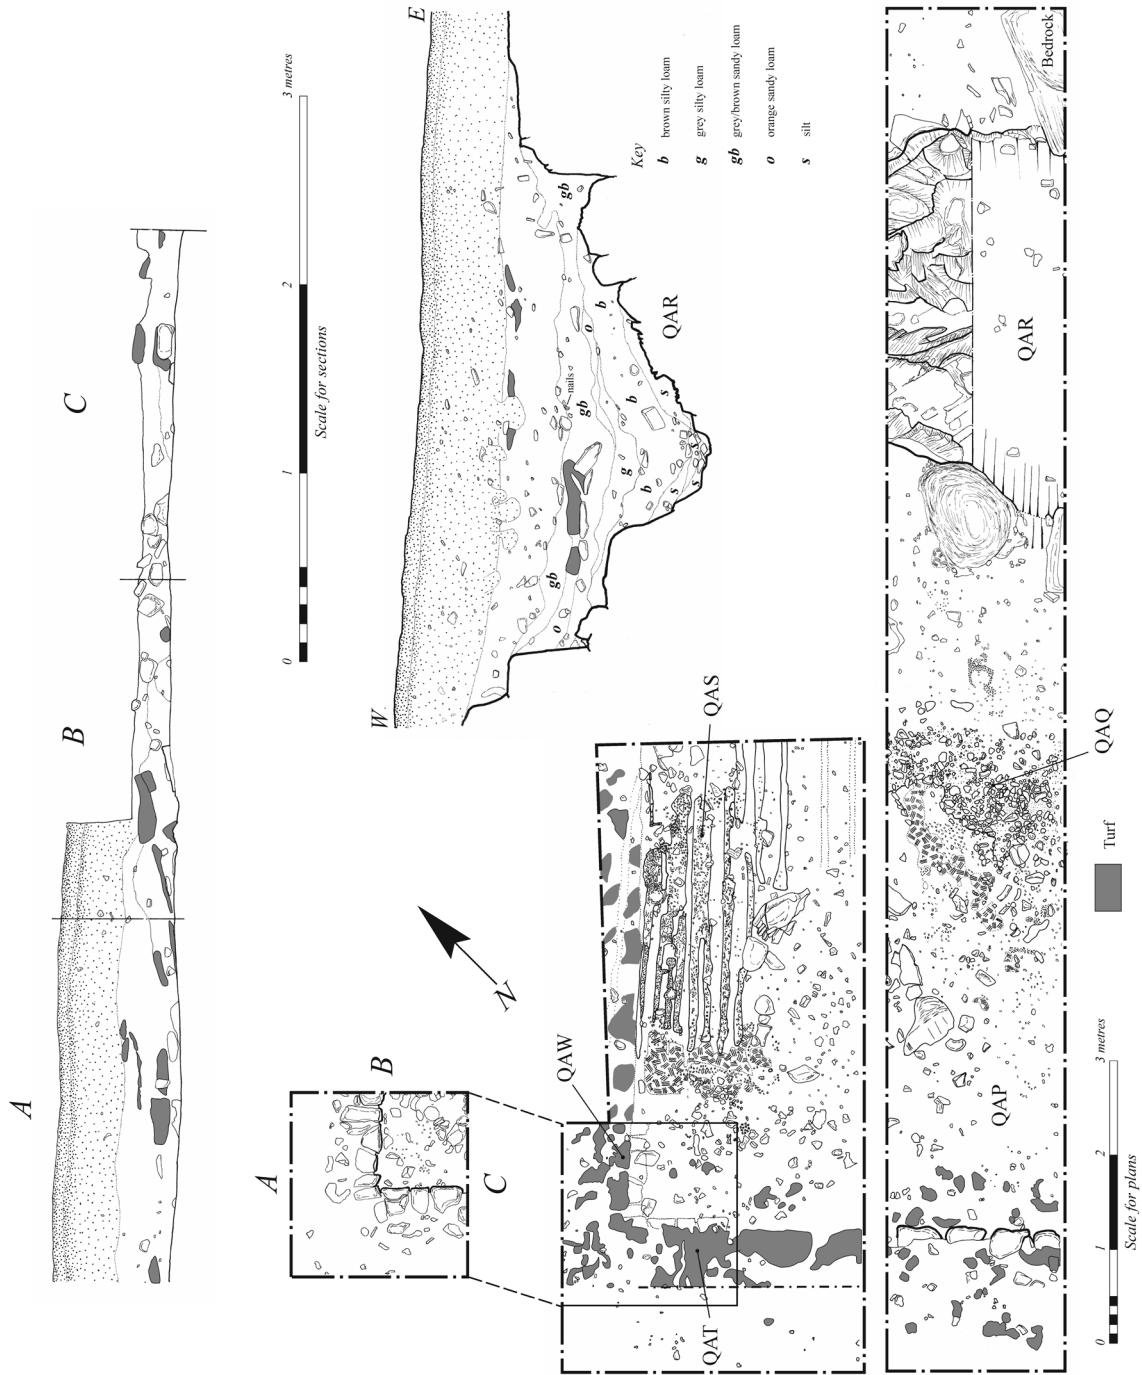 A
B
C
0
1
2
3 metres
Scale for sections
W
E
gb
nails
b
o
gb
b
s
g
b
s
s
s
gb
o
QAR
Key
b brown silty loam
g grey silty loam
gb grey/brown sandy loam
o orange sandy loam
s silt
N
A
B
C
QAW
QAS
QAT
Bedrock
QAR
QAQ
QAP
Turf
0
1
2
3 metres
Scale for plans